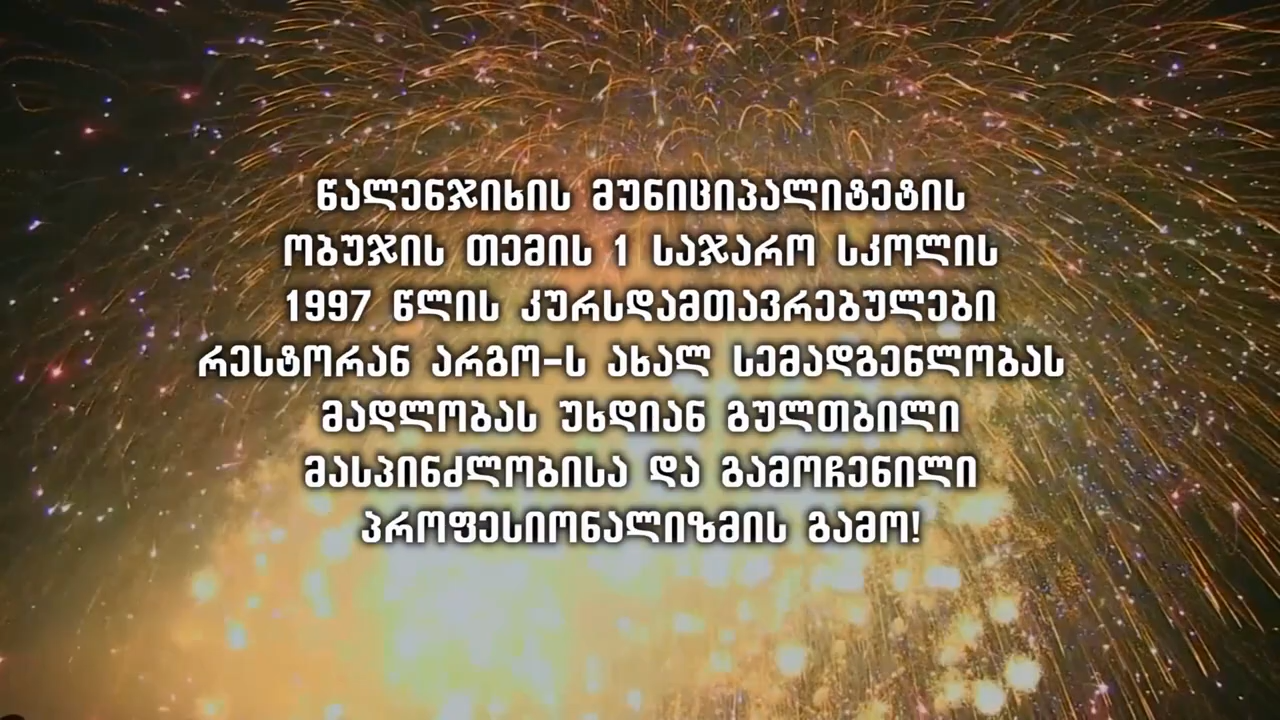 წალენჯიხის მუნიციპალიტეტის
ობუჯის თემის 1 საჯარო სკოლის
1997 წლის კურსდამთავრებულები
რესტორან არგო-ს ახალ სემადგენლობას
მადლობას უხდიან გულთბილი
მასპინძლობისა და გამოჩენილი
პროფესიონალიზმის გამო!